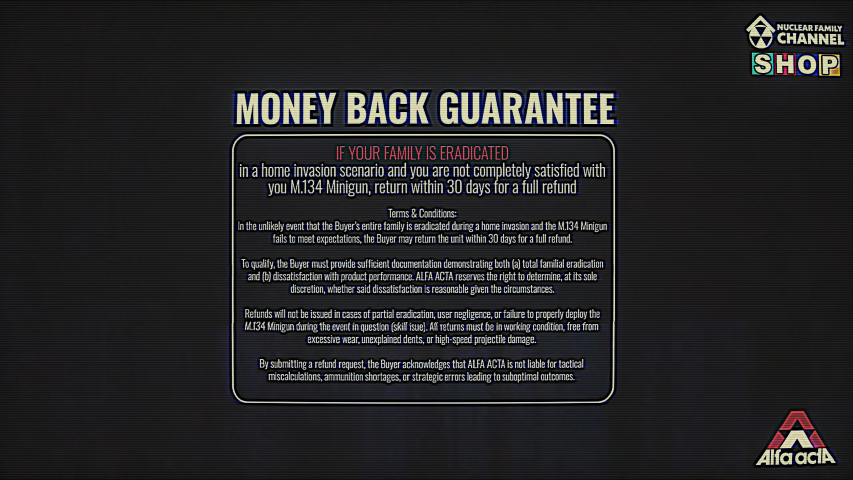 NUCLEAR FAMILY
CHANNEL
SHOP
MONEY BACK GUARANTEE
IF YOUR FAMILY IS ERADICATED
in a home invasion scenario and you are not completely satisfied with
you M.134 Minigun, return within 30 days for a full refund
Terms & Conditions:
In the unlikely event that the Buyer's entire family is eradicated during a home invasion and the M.134 Minigun
fails to meet expectations, the Buyer may return the unit within 30 days for a full refund.
To qualify, the Buyer must provide sufficient documentation demonstrating both (a) total familial eradication
and (b) dissatisfaction with product performance. ALFA ACTA reserves the right to determine, at its sole
discretion, whether said dissatisfaction is reasonable given the circumstances.
Refunds will not be issued in cases of partial eradication, user negligence, or failure to properly deploy the
M.134 Minigun during the event in question (skill isue). All returns must be in working condition, free from
excessive wear, unexplained dents, or high-speed projectile damage.
By submitting a refund request, the Buyer acknowledges that ALFA ACTA is not liable for tactical
miscalculations, ammunition shortages, or strategic errors leading to suboptimal outcomes.
Alfa actA